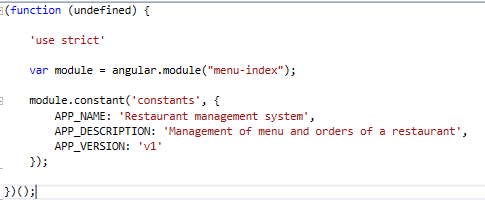 (function (undefined) {
'use strict'
var module = angular.module("menu-index");
module.constant('constants', {
APP_NAME: 'Restaurant management system',
APP_DESCRIPTION: 'Management of menu and orders of a restaurant',
APP_VERSION: 'v1'
});
})();